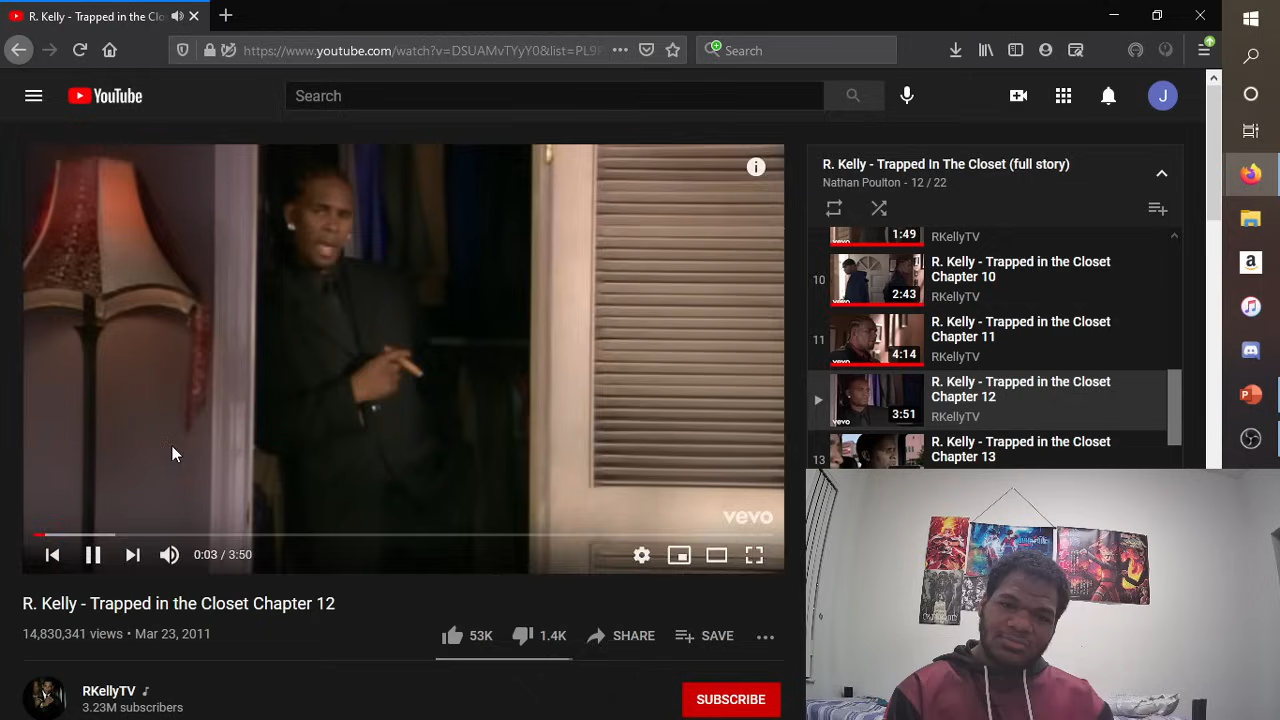 R. Kelly - Trapped in the Clo
https://www.youtube.com/watch?v=DSUAMvTyY0&list=PL9
Search
YouTube
Search
J
R. Kelly - Trapped In The Closet (full story)
Nathan Poulton - 12 / 22
1:49
RKellyTV
10
2:43
R. Kelly - Trapped in the Closet
Chapter 10
RKellyTV
11
4:14
R. Kelly - Trapped in the Closet
Chapter 11
RKellyTV
3:51
R. Kelly - Trapped in the Closet
Chapter 12
RKellyTV
13
R. Kelly - Trapped in the Closet
Chapter 13
vevo
0:03 / 3:50
R. Kelly - Trapped in the Closet Chapter 12
14,830,341 views • Mar 23, 2011
53K
1.4K
SHARE
SAVE
RKellyTV
3.23M subscribers
SUBSCRIBE